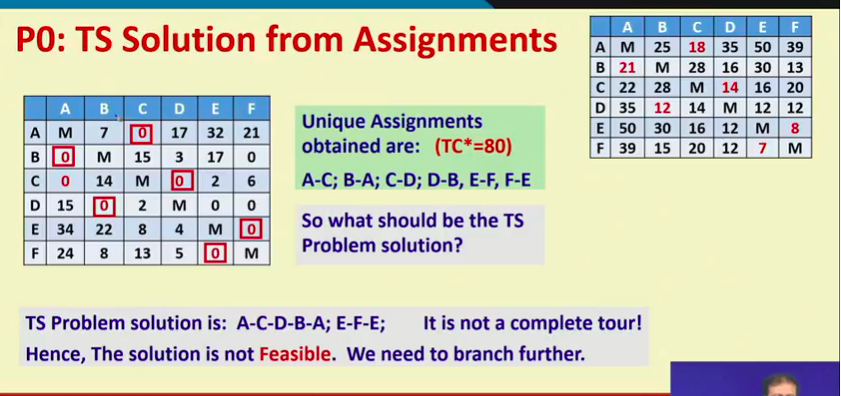 P0: TS Solution from Assignments
A B C D E F
A M 25 18 35 50 39
B 21 M 28 16 30 13
C 22 28 M 14 16 20
D 35 12 14 M 12 12
E 50 30 16 12 M 8
F 39 15 20 12 7 M
A B C D E F
A M 7 0 17 32 21
B 0 M 15 3 17 0
C 0 14 M 0 2 6
D 15 0 2 M 0 0
E 34 22 8 4 M 0
F 24 8 13 5 0 M
Unique Assignments
obtained are: (TC*=80)
A-C; B-A; C-D; D-B, E-F, F-E
So what should be the TS
Problem solution?
TS Problem solution is: A-C-D-B-A; E-F-E; It is not a complete tour!
Hence, The solution is not Feasible. We need to branch further.